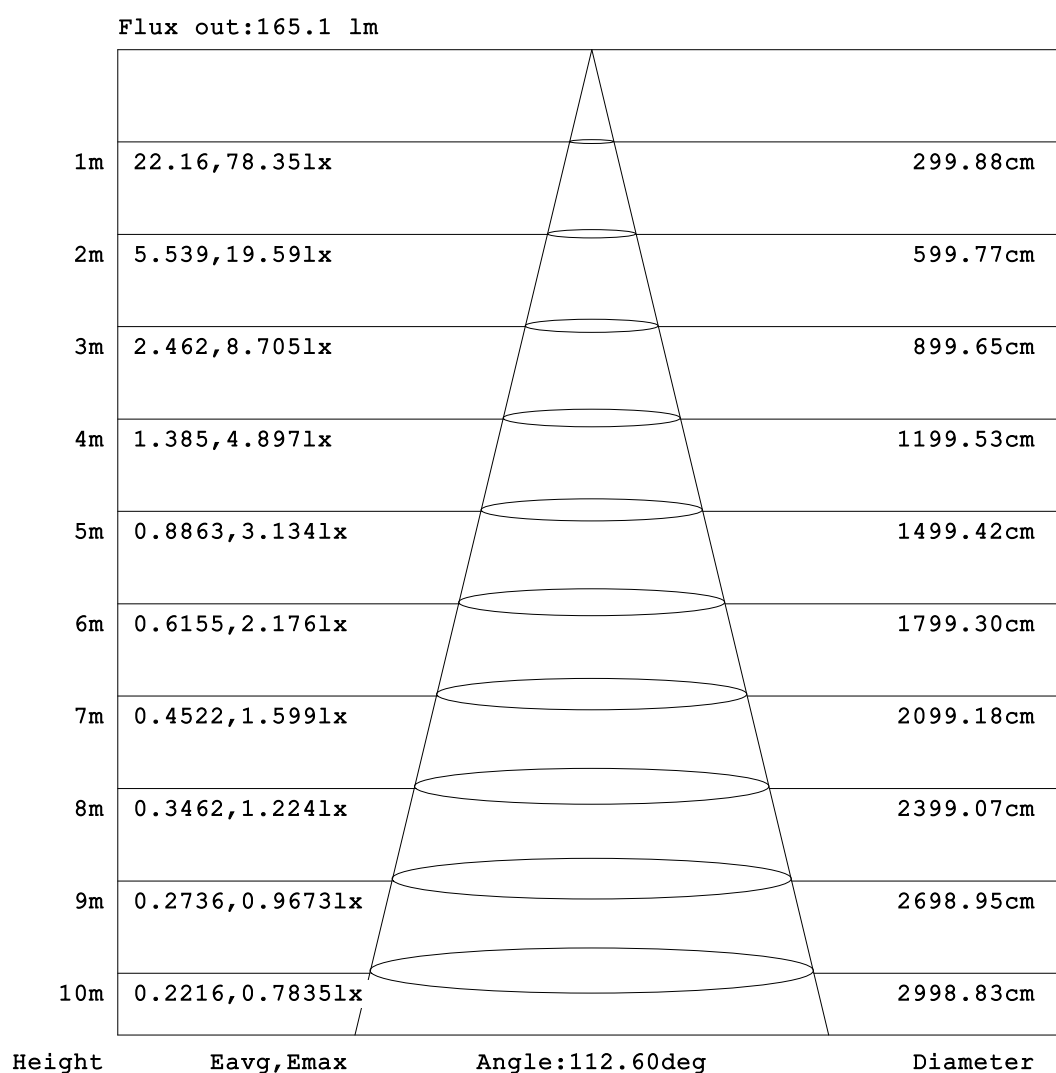 Flux out:165.1 lm
1m 22.16,78.35lx 299.88cm
2m 5.539,19.59lx 599.77cm
3m 2.462,8.705lx 899.65cm
4m 1.385,4.897lx 1199.53cm
5m 0.8863,3.134lx 1499.42cm
6m 0.6155,2.176lx 1799.30cm
7m 0.4522,1.599lx 2099.18cm
8m 0.3462,1.224lx 2399.07cm
9m 0.2736,0.9673lx 2698.95cm
10m 0.2216,0.7835lx 2998.83cm
Height Eavg,Emax Angle:112.60deg Diameter